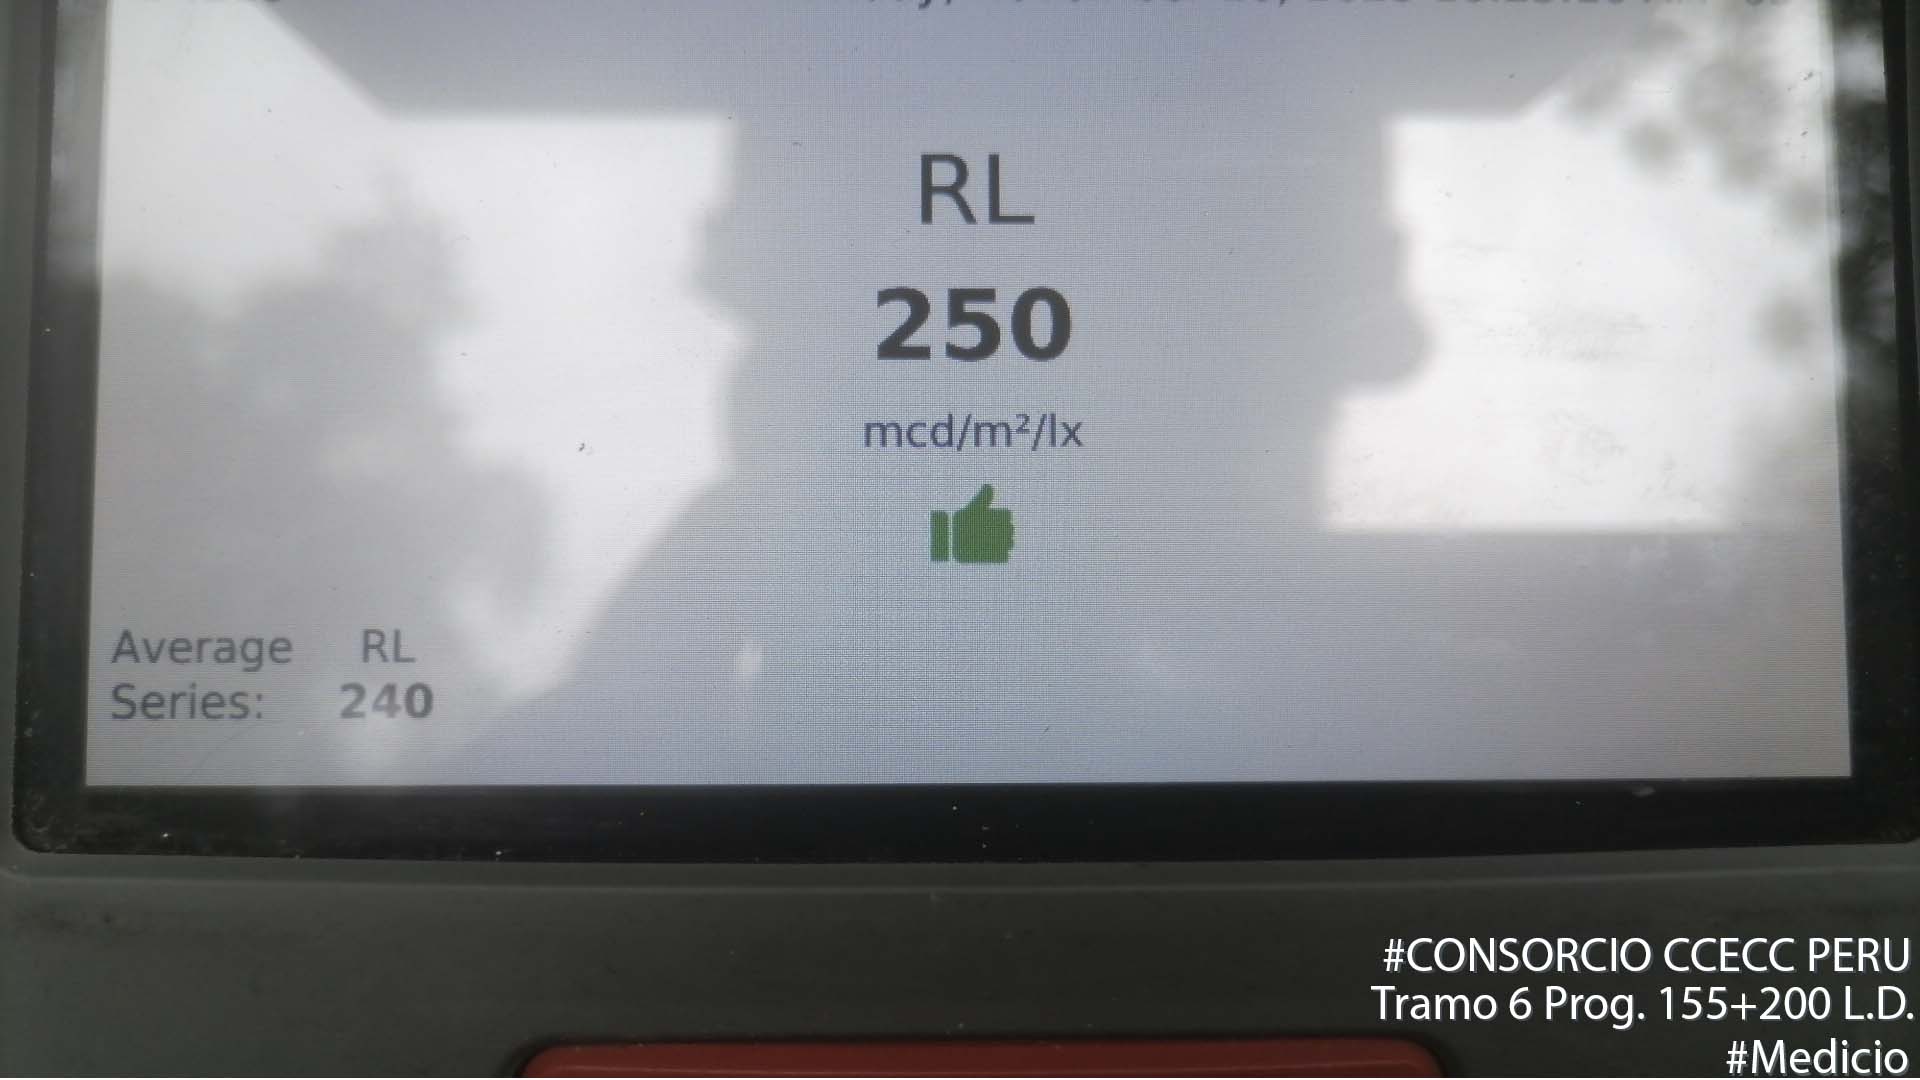 RL
250
mcd/m²/lx
Average RL
Series: 240
#CONSORCIO CCECC PERU
Tramo 6 Prog. 155+200 L.D.
#Medicio